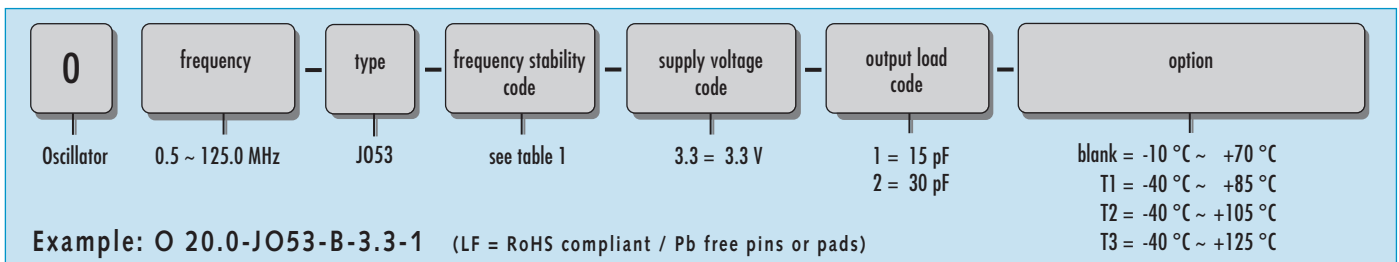 O
frequency
–
type
–
frequency stability
code
–
supply voltage
code
–
output load
code
–
option
Oscillator
0.5 ~ 125.0 MHz
JO53
see table 1
3.3 = 3.3 V
1 = 15 pF
2 = 30 pF
blank = -10 °C ~ +70 °C
T1 = -40 °C ~ +85 °C
T2 = -40 °C ~ +105 °C
T3 = -40 °C ~ +125 °C
Example: O 20.0-JO53-B-3.3-1 (LF = RoHS compliant / Pb free pins or pads)